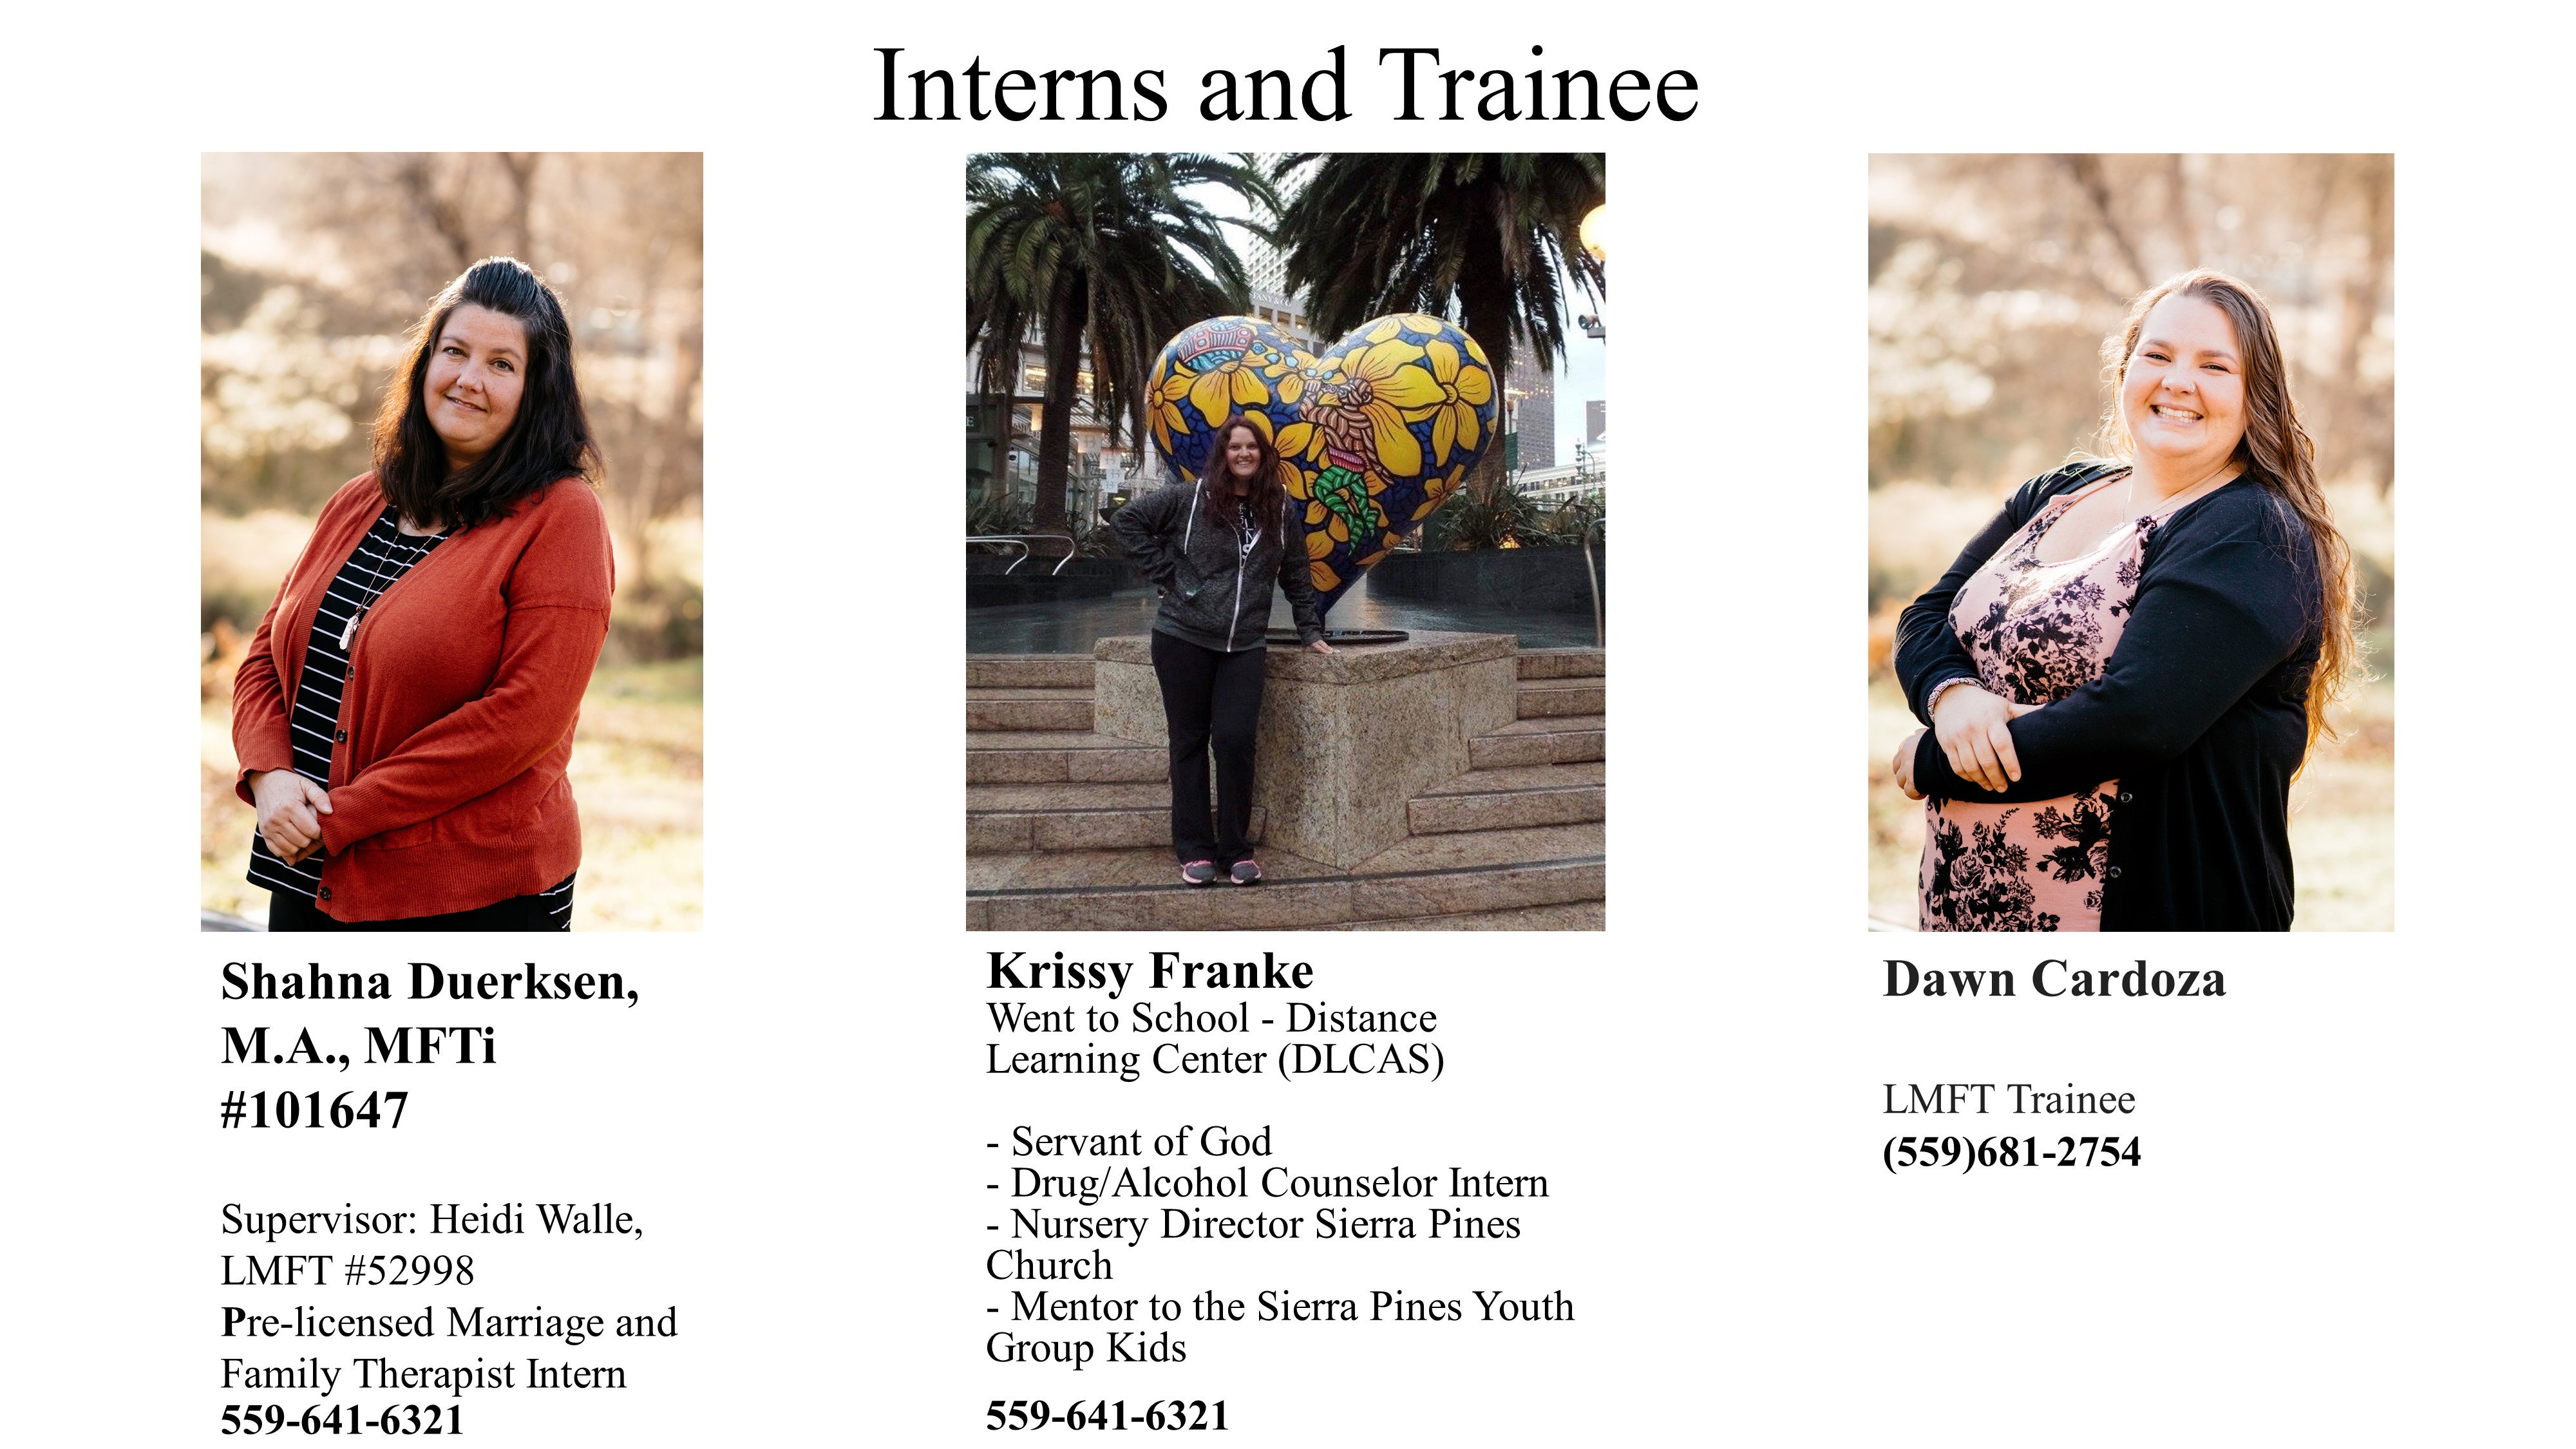 Interns and Trainee
Shahna Duerksen,
M.A., MFTi
#101647
Supervisor: Heidi Walle,
LMFT #52998
Pre-licensed Marriage and
Family Therapist Intern
559-641-6321
Krissy Franke
Went to School - Distance
Learning Center (DLCAS)
- Servant of God
- Drug/Alcohol Counselor Intern
- Nursery Director Sierra Pines
Church
- Mentor to the Sierra Pines Youth
Group Kids
559-641-6321
Dawn Cardoza
LMFT Trainee
(559)681-2754